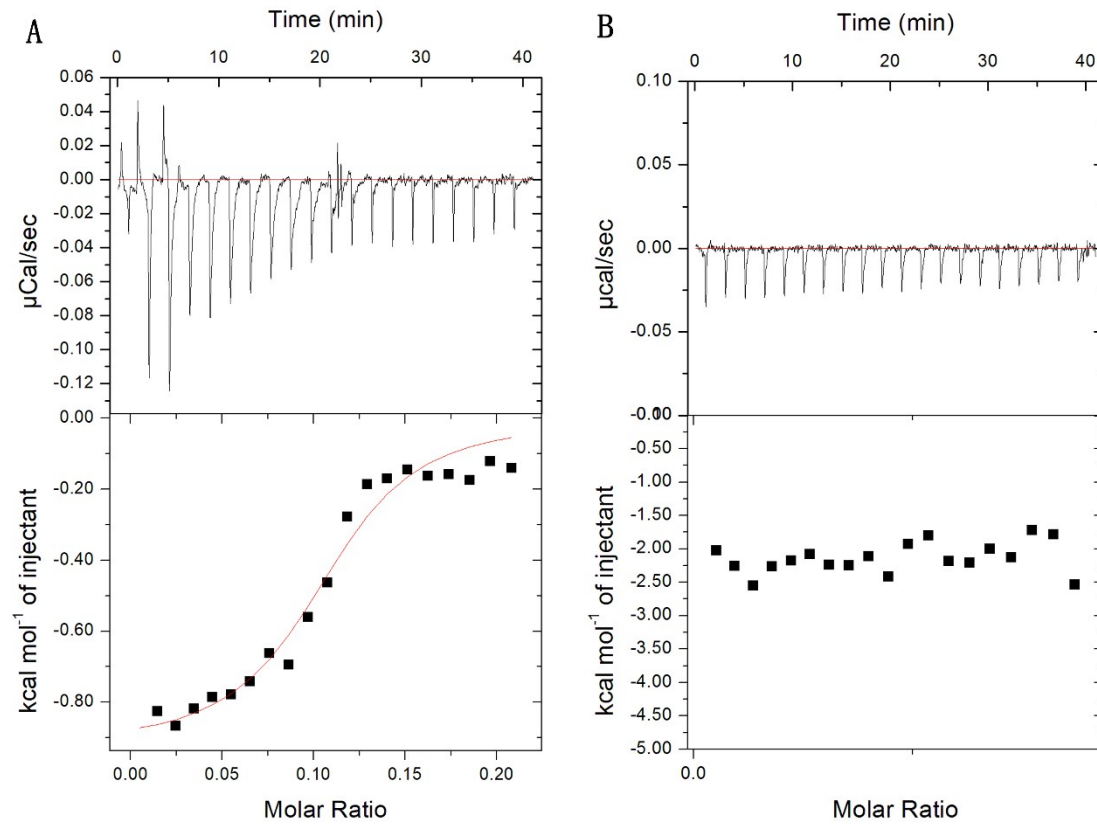 A
Time (min)
0 10 20 30 40
0.06
0.04
0.02
0.00
-0.02
-0.04
-0.06
-0.08
-0.10
-0.12
µCal/sec
0.00
-0.20
-0.40
-0.60
-0.80
kcal mol⁻¹ of injectant
0.00 0.05 0.10 0.15 0.20
Molar Ratio
B
Time (min)
0 10 20 30 40
0.10
0.05
0.00
-0.05
µcal/sec
-0.50
-1.00
-1.50
-2.00
-2.50
-3.00
-3.50
-4.00
-4.50
-5.00
kcal mol⁻¹ of injectant
0.0
Molar Ratio